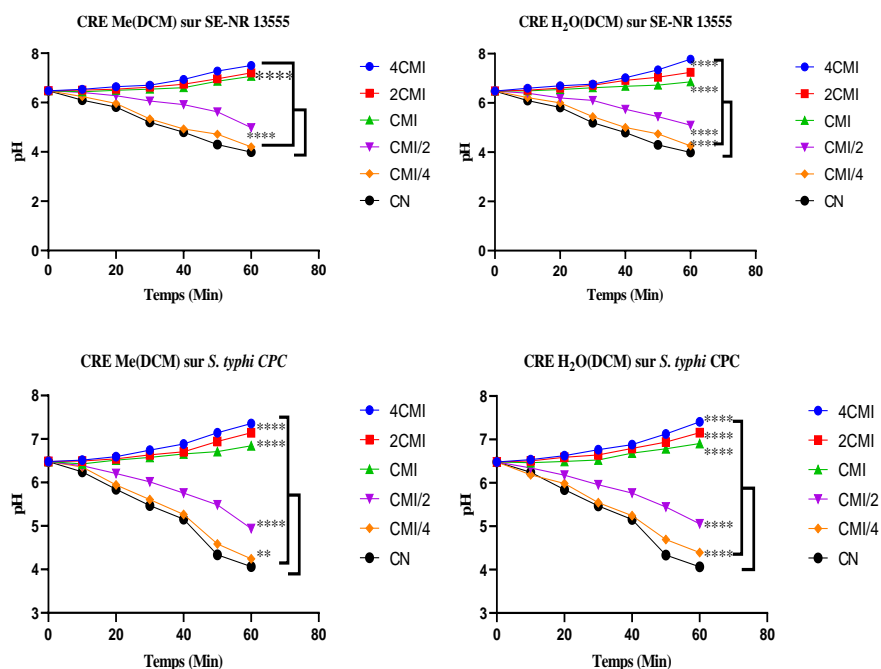 CRE Me(DCM) sur SE-NR 13555
8
6
4
2
0
pH
0
20
40
60
80
Temps (Min)
****
****
4CMI
2CMI
CMI
CMI/2
CMI/4
CN
CRE H₂O(DCM) sur SE-NR 13555
8
6
4
2
0
pH
0
20
40
60
80
Temps (Min)
****
****
****
****
4CMI
2CMI
CMI
CMI/2
CMI/4
CN
CRE Me(DCM) sur S. typhi CPC
8
7
6
5
4
3
pH
0
20
40
60
80
Temps (Min)
****
****
****
**
4CMI
2CMI
CMI
CMI/2
CMI/4
CN
CRE H₂O(DCM) sur S. typhi CPC
8
7
6
5
4
3
pH
0
20
40
60
80
Temps (Min)
****
****
****
****
****
4CMI
2CMI
CMI
CMI/2
CMI/4
CN